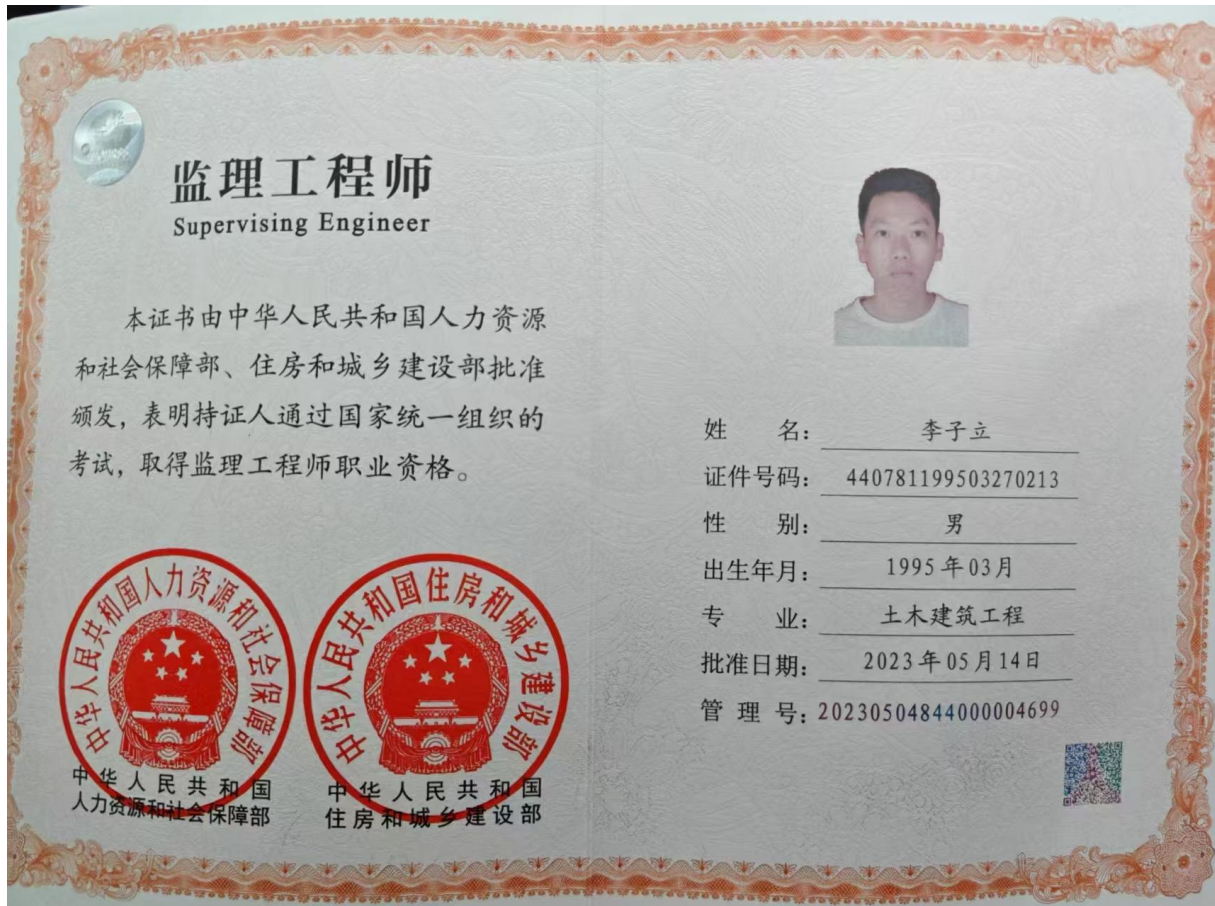 监理工程师
Supervising Engineer
本证书由中华人民共和国人力资源
和社会保障部、住房和城乡建设部批准
颁发，表明持证人通过国家统一组织的
考试，取得监理工程师职业资格。
中华人民共和国人力资源和社会保障部
中华人民共和国
人力资源和社会保障部
中华人民共和国住房和城乡建设部
中华人民共和国
住房和城乡建设部
姓名：李子立
证件号码：440781199503270213
性别：男
出生年月：1995年03月
专业：土木建筑工程
批准日期：2023年05月14日
管理号：20230504844000004699